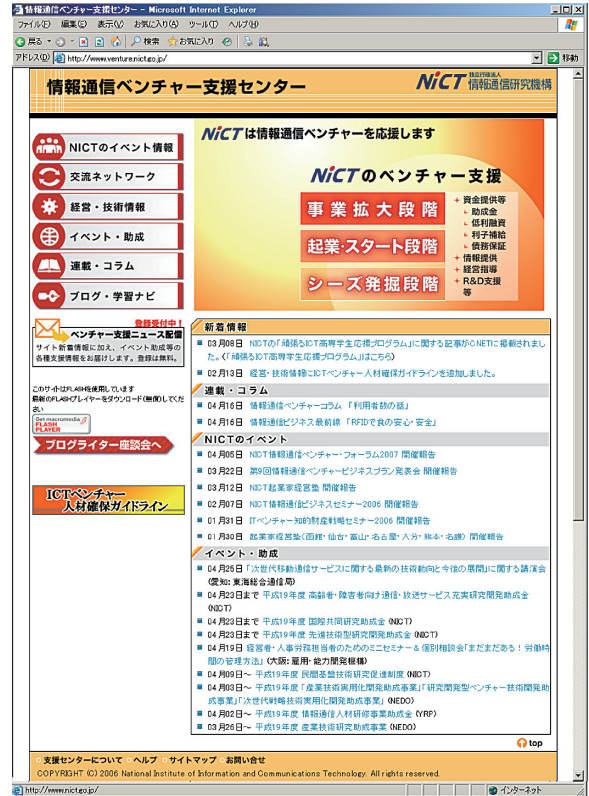 情報通信ベンチャー支援センター - Microsoft Internet Explorer
ファイル(F) 編集(E) 表示(V) お気に入り(A) ツール(T) ヘルプ(H)
戻る 検索 お気に入り
アドレス(D) http://www.venture.nict.go.jp/ 移動
情報通信ベンチャー支援センター
NiCT 独立行政法人 情報通信研究機構
NICTのイベント情報
交流ネットワーク
経営・技術情報
イベント・助成
連載・コラム
ブログ・学習ナビ
NiCTは情報通信ベンチャーを応援します
NiCTのベンチャー支援
事業拡大段階
起業・スタート段階
シーズ発掘段階
+ 資金提供等
助成金
低利融資
利子補給
債務保証
+ 情報提供
+ 経営指導
+ R&D支援
等
登録受付中!
ベンチャー支援ニュース配信
サイト新着情報に加え、イベント助成等の
各種支援情報をお届けします。登録は無料。
このサイトはFLASHを使用しています
最新のFLASHプレイヤーをダウンロード(無償)してくだ
さい
Get macromedia
FLASH
PLAYER
ブログライター座談会へ
ICTベンチャー
人材確保ガイドライン
新着情報
03月08日 NICTの「頑張るICT高専学生応援プログラム」に関する記事がCNETに掲載されまし
た。(「頑張るICT高専学生応援プログラム」はこちら)
02月13日 経営・技術情報にICTベンチャー人材確保ガイドラインを追加しました。
連載・コラム
04月16日 情報通信ベンチャーコラム 「利用者数の話」
04月16日 情報通信ビジネス最前線 「RFIDで食の安心・安全」
NICTのイベント
04月05日 NICT情報通信ベンチャー・フォーラム2007 開催報告
03月22日 第9回情報通信ベンチャービジネスプラン発表会 開催報告
03月12日 NICT起業家経営塾 開催報告
02月07日 NICT情報通信ビジネスセミナー2006 開催報告
01月31日 ITベンチャー知的財産戦略セミナー2006 開催報告
01月30日 起業家経営塾(函館・仙台・富山・名古屋・大分・熊本・名護) 開催報告
イベント・助成
04月25日 「次世代移動通信サービスに関する最新の技術動向と今後の展開」に関する講演会
(愛知: 東海総合通信局)
04月23日まで 平成19年度 高齢者・障害者向け通信・放送サービス充実研究開発助成金
(NICT)
04月23日まで 平成19年度 国際共同研究助成金 (NICT)
04月23日まで 平成19年度 先進技術型研究開発助成金 (NICT)
04月19日 経営者・人事労務担当者のためのミニセミナー & 個別相談会「まだまだある! 労働時
間の管理方法」 (大阪: 雇用・能力開発機構)
04月09日~ 平成19年度 民間基盤技術研究促進制度 (NICT)
04月03日~ 平成19年度 「産業技術実用化開発助成事業」「研究開発型ベンチャー技術開発助
成事業」「次世代戦略技術実用化開発助成事業」 (NEDO)
04月02日~ 平成19年度 情報通信人材研修事業助成金 (YRP)
03月26日~ 平成19年度 産業技術研究助成事業 (NEDO)
top
支援センターについて ヘルプ サイトマップ お問い合せ
COPYRIGHT (C) 2006 National Institute of Information and Communications Technology. All rights reserved.
http://www.nict.go.jp/ インターネット